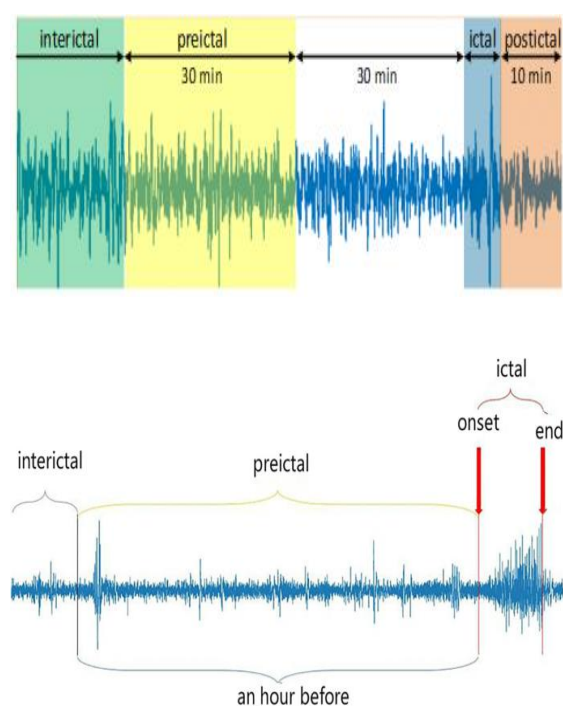 interictal preictal ictal postictal
30 min 30 min 10 min
ictal
onset end
interictal preictal
an hour before